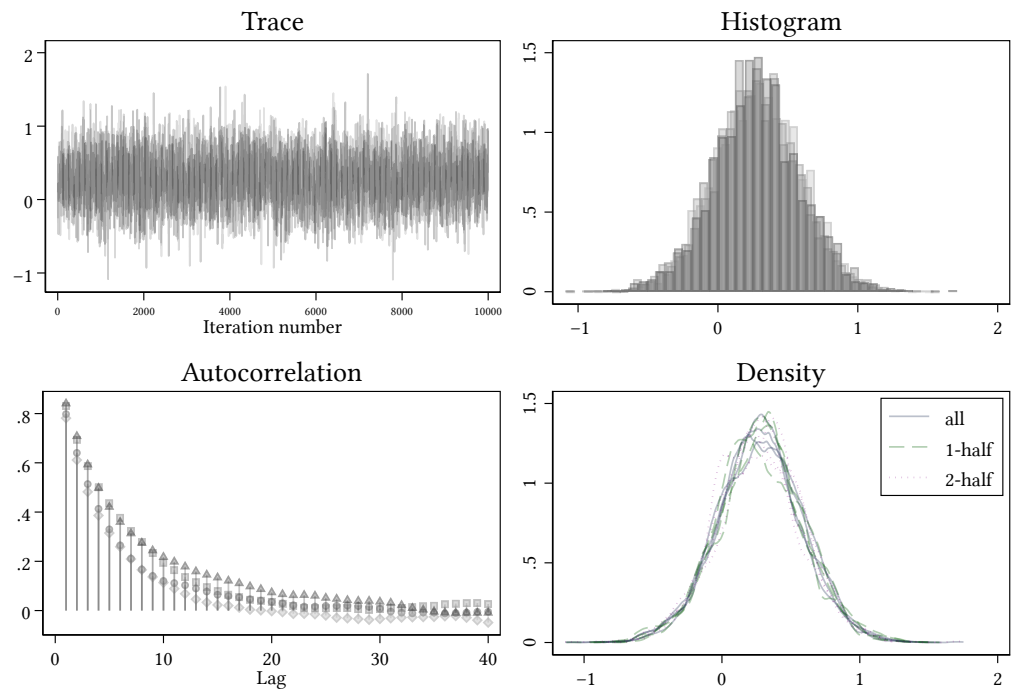 Trace
2
1
0
−1
0 2000 4000 6000 8000 10000
Iteration number
Histogram
1.5
1
.5
0
−1 0 1 2
Autocorrelation
.8
.6
.4
.2
0
0 10 20 30 40
Lag
Density
1.5
1
.5
0
−1 0 1 2
all
1-half
2-half